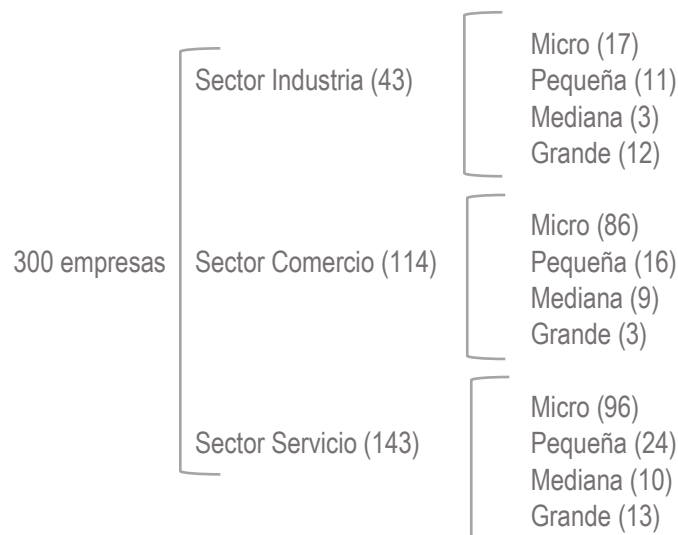 300 empresas
Sector Industria (43)
Micro (17)
Pequeña (11)
Mediana (3)
Grande (12)
Sector Comercio (114)
Micro (86)
Pequeña (16)
Mediana (9)
Grande (3)
Sector Servicio (143)
Micro (96)
Pequeña (24)
Mediana (10)
Grande (13)